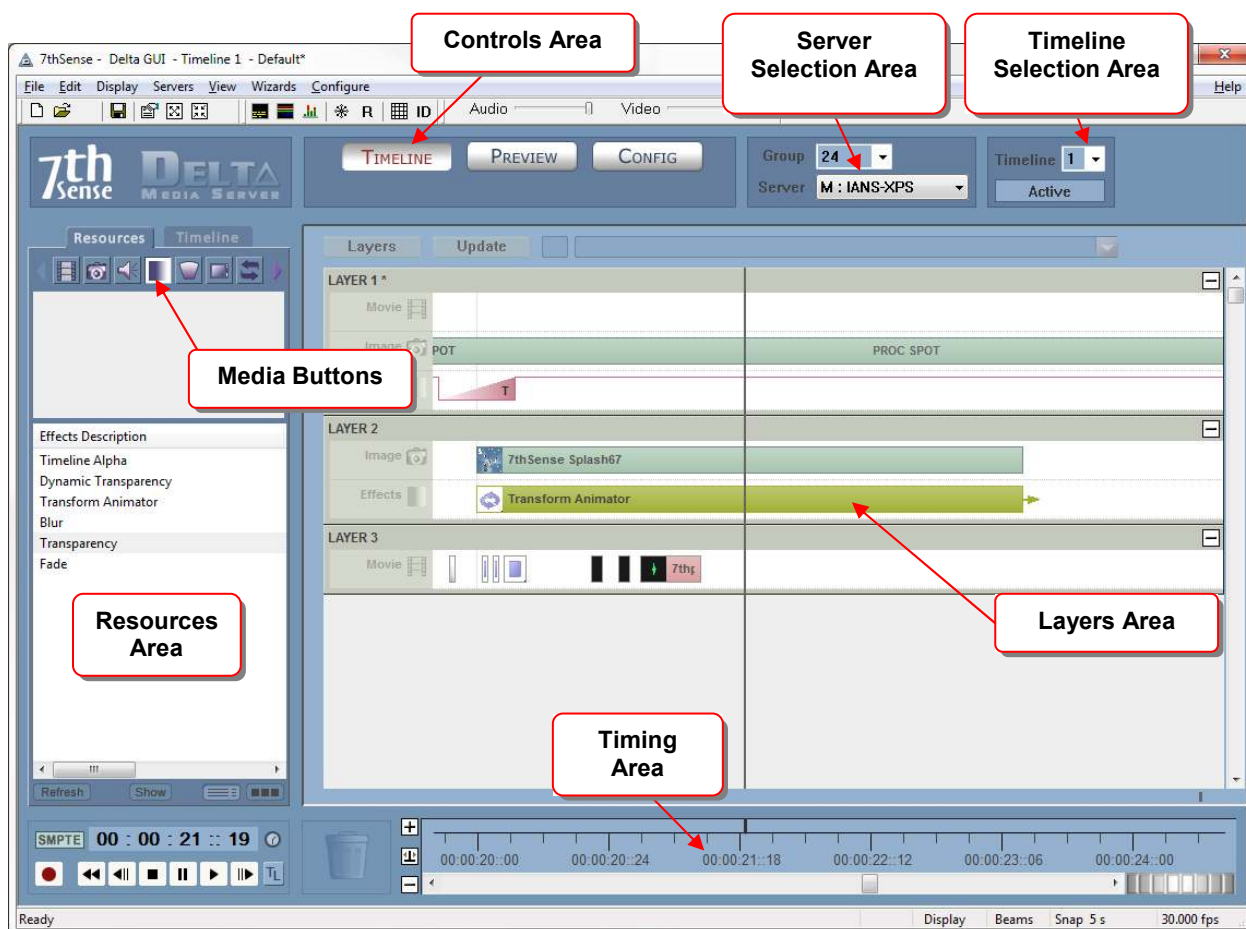 Controls Area
Server
Selection Area
Timeline
Selection Area
7thSense - Delta GUI - Timeline 1 - Default*
File Edit Display Servers View Wizards Configure Help
R ID Audio Video
7th Sense DELTA MEDIA SERVER
TIMELINE PREVIEW CONFIG
Group 24
Server M : IANS-XPS
Timeline 1
Active
Resources Timeline
Layers Update
LAYER 1 *
Movie
Image POT PROC SPOT
T
Media Buttons
LAYER 2
Image 7thSense Splash67
Effects Transform Animator
LAYER 3
Movie
Effects Description
Timeline Alpha
Dynamic Transparency
Transform Animator
Blur
Transparency
Fade
Resources
Area
Layers Area
Timing
Area
Refresh Show
SMPTE 00 : 00 : 21 :: 19
TL
00:00:20::00 00:00:20::24 00:00:21::18 00:00:22::12 00:00:23::06 00:00:24::00
Ready Display Beams Snap 5 s 30.000 fps